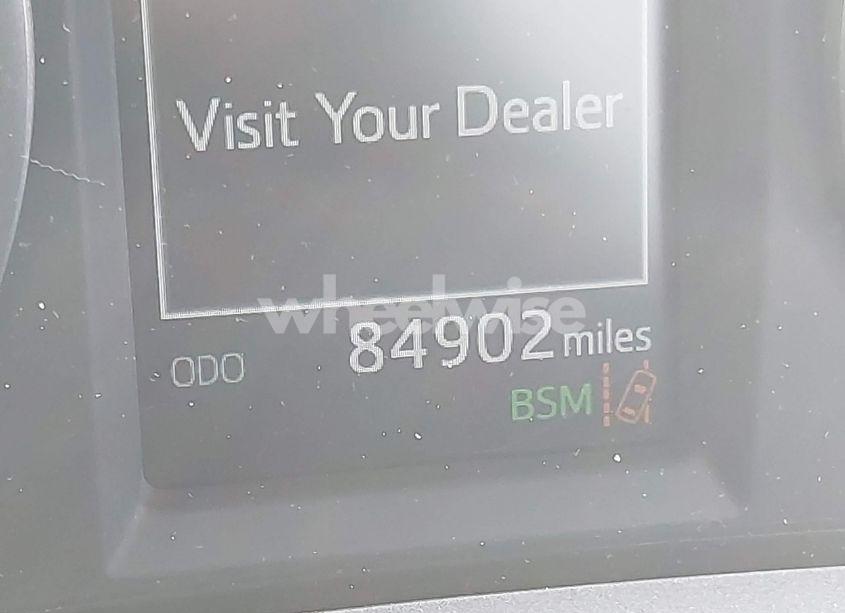 Visit Your Dealer
wheelwise
ODO 84902 miles
BSM